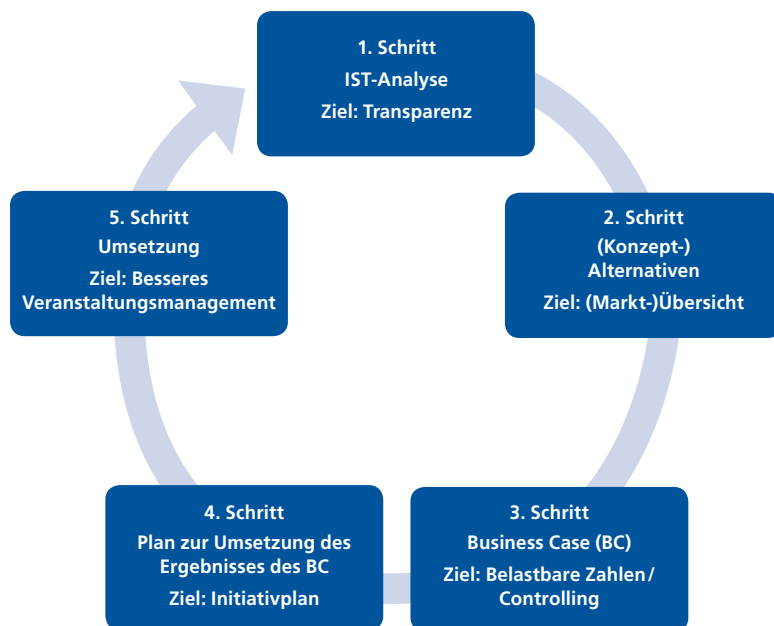 1. Schritt
IST-Analyse
Ziel: Transparenz
2. Schritt
(Konzept-)
Alternativen
Ziel: (Markt-)Übersicht
3. Schritt
Business Case (BC)
Ziel: Belastbare Zahlen/
Controlling
4. Schritt
Plan zur Umsetzung des
Ergebnisses des BC
Ziel: Initiativplan
5. Schritt
Umsetzung
Ziel: Besseres
Veranstaltungsmanagement